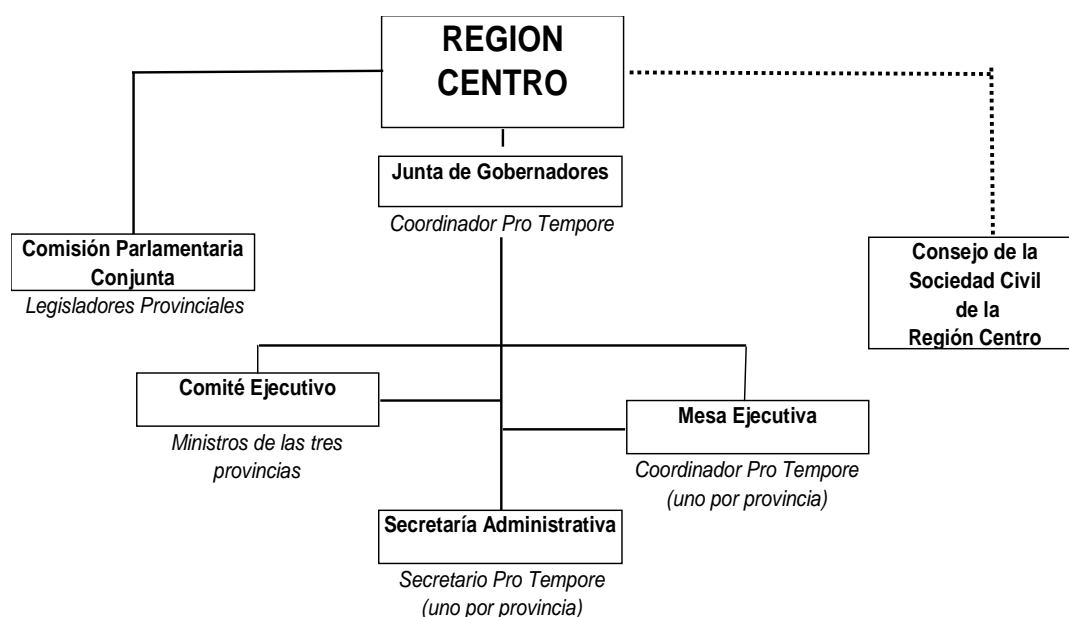 REGION
CENTRO
Junta de Gobernadores
Coordinador Pro Tempore
Comisión Parlamentaria
Conjunta
Legisladores Provinciales
Consejo de la
Sociedad Civil
de la
Región Centro
Comité Ejecutivo
Ministros de las tres
provincias
Mesa Ejecutiva
Coordinador Pro Tempore
(uno por provincia)
Secretaría Administrativa
Secretario Pro Tempore
(uno por provincia)